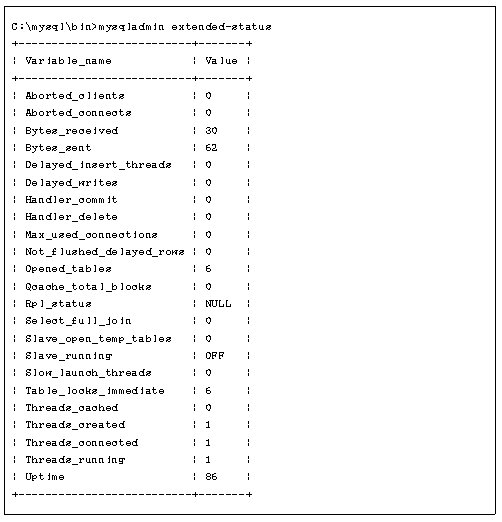 C:\mysql\bin>mysqladmin extended-status
+--------------------------+-------+
| Variable_name | Value |
+--------------------------+-------+
| Aborted_clients | 0 |
| Aborted_connects | 0 |
| Bytes_received | 30 |
| Bytes_sent | 62 |
| Delayed_insert_threads | 0 |
| Delayed_writes | 0 |
| Handler_commit | 0 |
| Handler_delete | 0 |
| Max_used_connections | 0 |
| Not_flushed_delayed_rows | 0 |
| Opened_tables | 6 |
| Qcache_total_blocks | 0 |
| Rpl_status | NULL |
| Select_full_join | 0 |
| Slave_open_temp_tables | 0 |
| Slave_running | OFF |
| Slow_launch_threads | 0 |
| Table_locks_immediate | 6 |
| Threads_cached | 0 |
| Threads_created | 1 |
| Threads_connected | 1 |
| Threads_running | 1 |
| Uptime | 86 |
+--------------------------+-------+